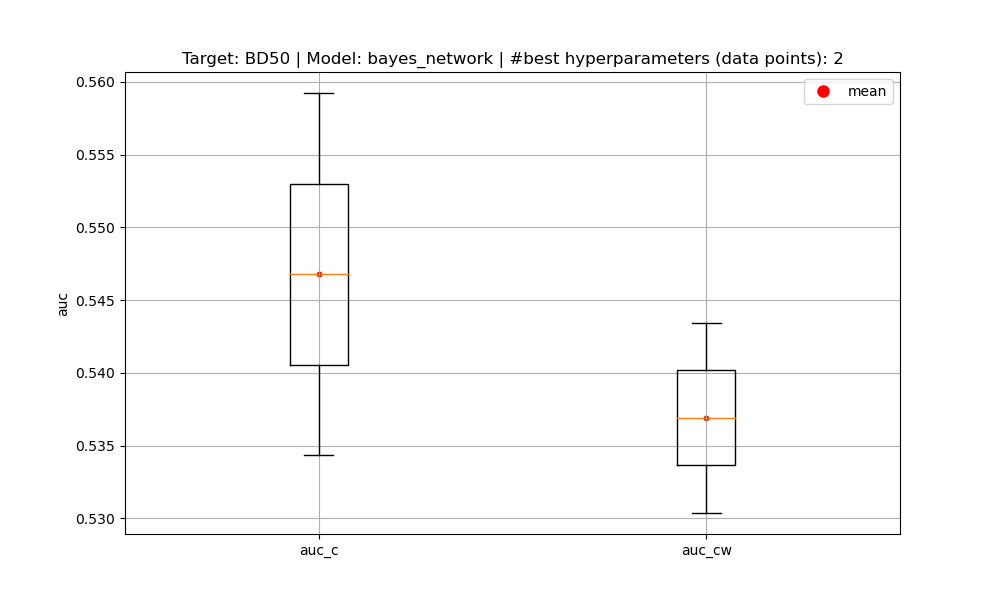 Target: BD50 | Model: bayes_network | #best hyperparameters (data points): 2
mean
0.560
0.555
0.550
0.545
0.540
0.535
0.530
auc
auc_c
auc_cw